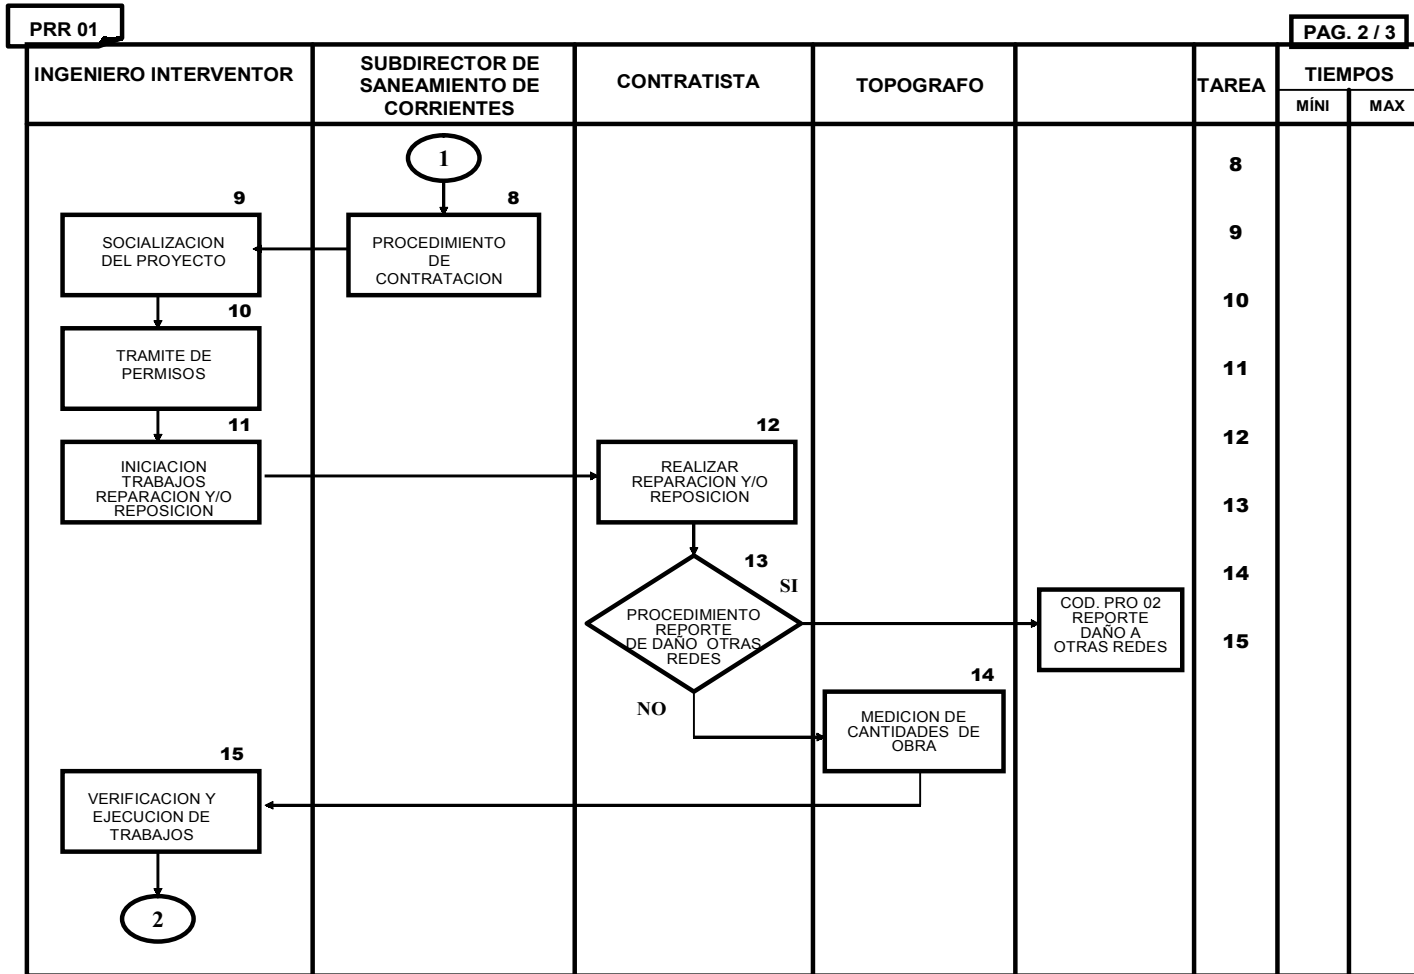 PRR 01
PAG. 2 / 3
INGENIERO INTERVENTOR
SUBDIRECTOR DE
SANEAMIENTO DE
CORRIENTES
CONTRATISTA
TOPOGRAFO
TAREA
TIEMPOS
MÍNI
MAX
1
8
9
8
SOCIALIZACION
DEL PROYECTO
PROCEDIMIENTO
DE
CONTRATACION
9
10
10
TRAMITE DE
PERMISOS
11
11
12
12
INICIACION
TRABAJOS
REPARACION Y/O
REPOSICION
REALIZAR
REPARACION Y/O
REPOSICION
13
13
SI
14
PROCEDIMIENTO
REPORTE
DE DAÑO OTRAS
REDES
COD. PRO 02
REPORTE
DAÑO A
OTRAS REDES
15
14
NO
MEDICION DE
CANTIDADES DE
OBRA
15
VERIFICACION Y
EJECUCION DE
TRABAJOS
2